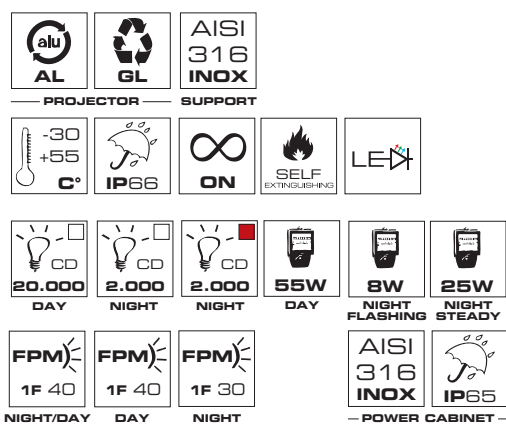 alu
AL
GL
AISI
316
INOX
PROJECTOR
SUPPORT
-30
+55
C°
IP66
ON
SELF
EXTINGUISHING
LE
CD
20.000
DAY
CD
2.000
NIGHT
CD
2.000
NIGHT
55W
DAY
8W
NIGHT
FLASHING
25W
NIGHT
STEADY
FPM)
1F 40
NIGHT/DAY
FPM)
1F 40
DAY
FPM)
1F 30
NIGHT
AISI
316
INOX
IP65
POWER CABINET